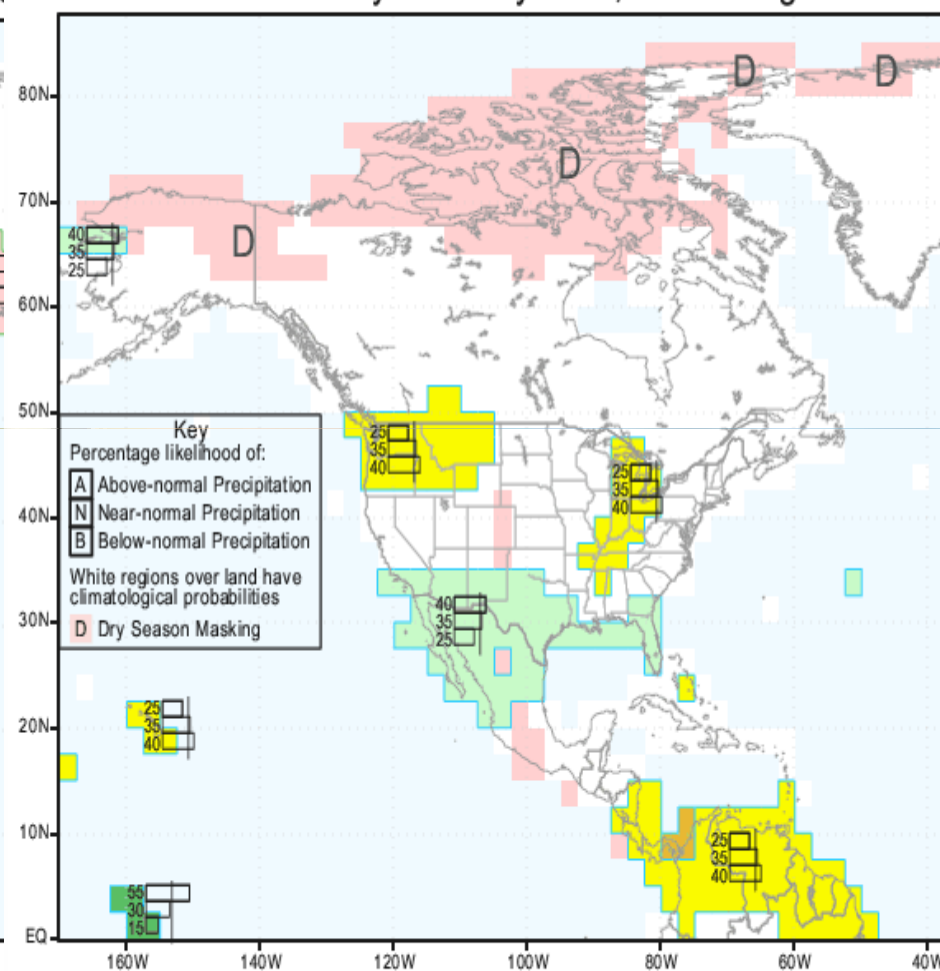 80N
D
D
D
70N
40
35
25
D
60N
50N
25
35
40
25
35
40
Key
Percentage likelihood of:
A Above-normal Precipitation
N Near-normal Precipitation
B Below-normal Precipitation
White regions over land have
climatological probabilities
D Dry Season Masking
40N
40
35
25
30N
25
35
40
20N
10N
25
35
40
55
30
15
EQ
160W 140W 120W 100W 80W 60W 40W